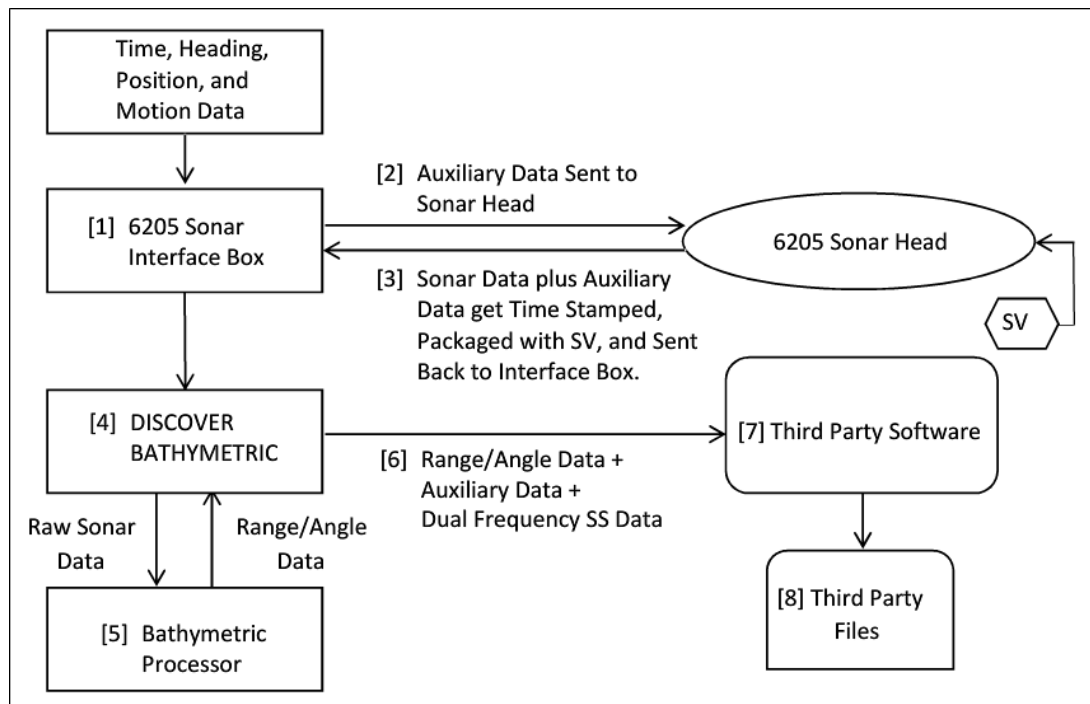 Time, Heading,
Position, and
Motion Data
[1] 6205 Sonar
Interface Box
[2] Auxiliary Data Sent to
Sonar Head
6205 Sonar Head
[3] Sonar Data plus Auxiliary
Data get Time Stamped,
Packaged with SV, and Sent
Back to Interface Box.
SV
[4] DISCOVER
BATHYMETRIC
[7] Third Party Software
[6] Range/Angle Data +
Auxiliary Data +
Dual Frequency SS Data
Raw Sonar
Data
Range/Angle
Data
[5] Bathymetric
Processor
[8] Third Party
Files